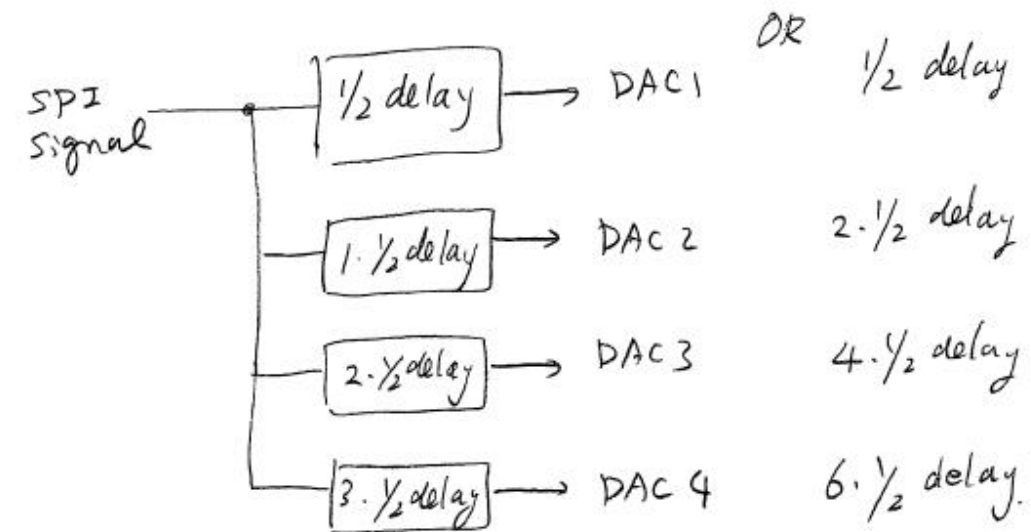 OR
SPI signal
1/2 delay
DAC 1
1/2 delay
1. 1/2 delay
DAC 2
2. 1/2 delay
2. 1/2 delay
DAC 3
4. 1/2 delay
3. 1/2 delay
DAC 4
6. 1/2 delay.